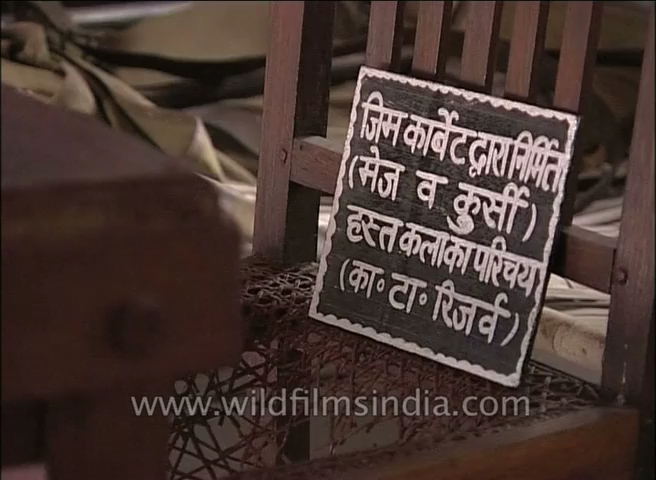 जिम कार्बेट द्वारा निर्मित
(मेज व कुर्सी)
हस्त कला का परिचय
(का॰ टा॰ रिजर्व)
www.wildfilmsindia.com